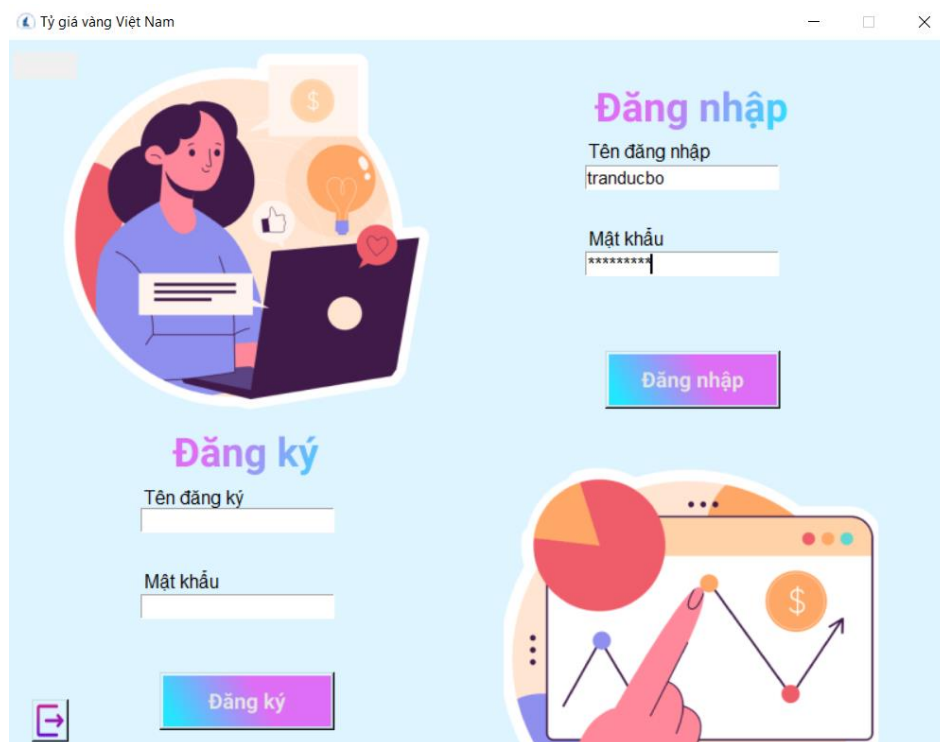 Tỷ giá vàng Việt Nam
Đăng nhập
Tên đăng nhập
tranducbo
Mật khẩu
*********
Đăng nhập
Đăng ký
Tên đăng ký
Mật khẩu
Đăng ký
$
$